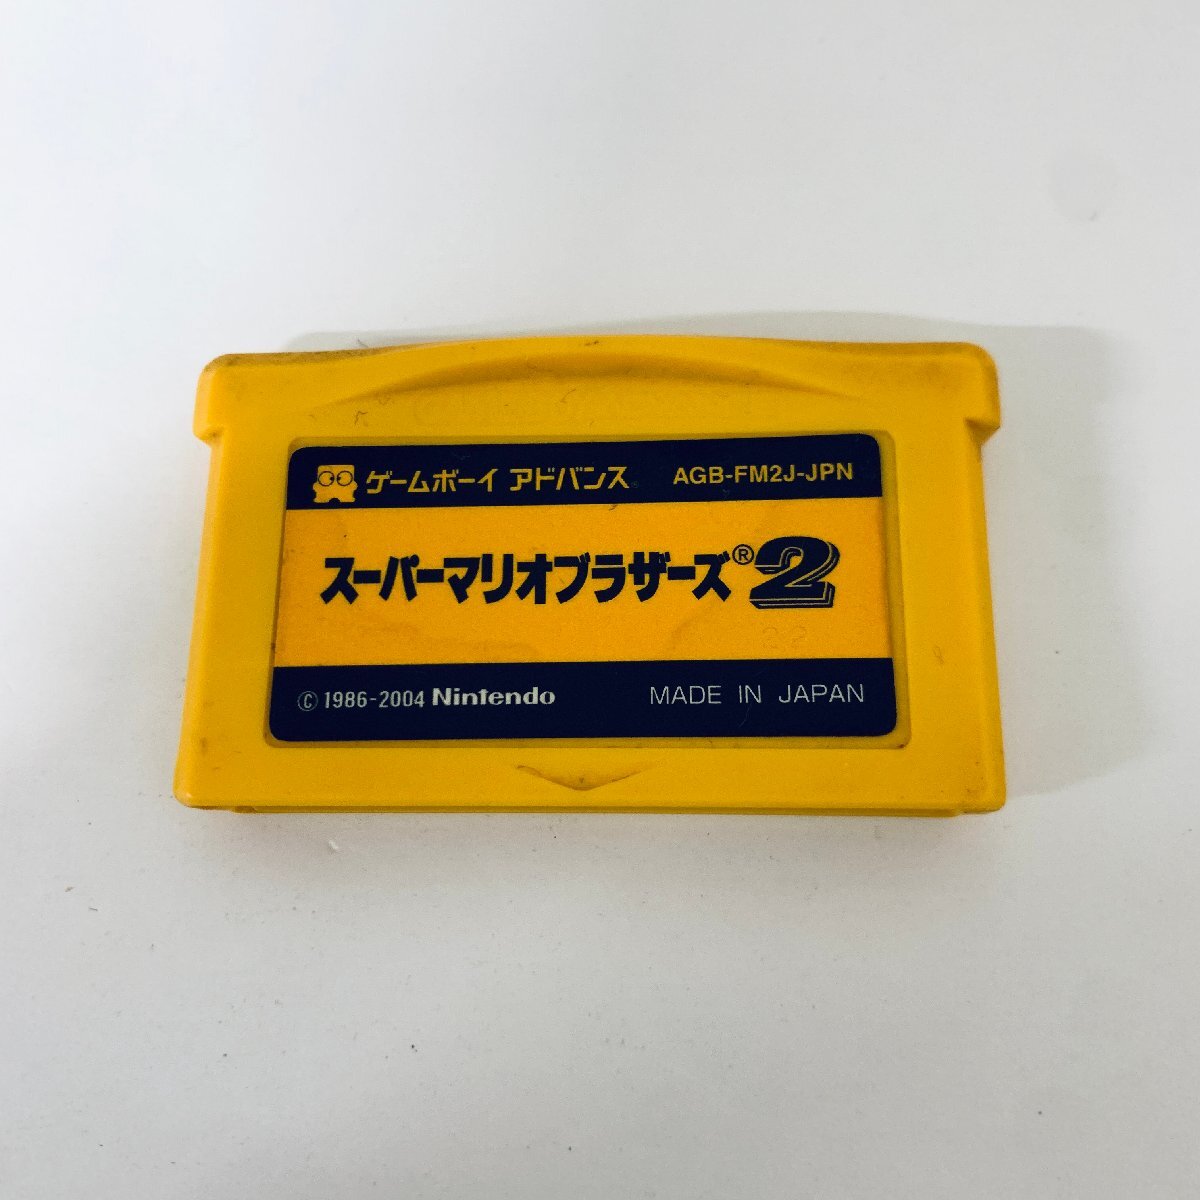 ゲームボーイ アドバンス® AGB-FM2J-JPN
スーパーマリオブラザーズ®2
© 1986-2004 Nintendo MADE IN JAPAN